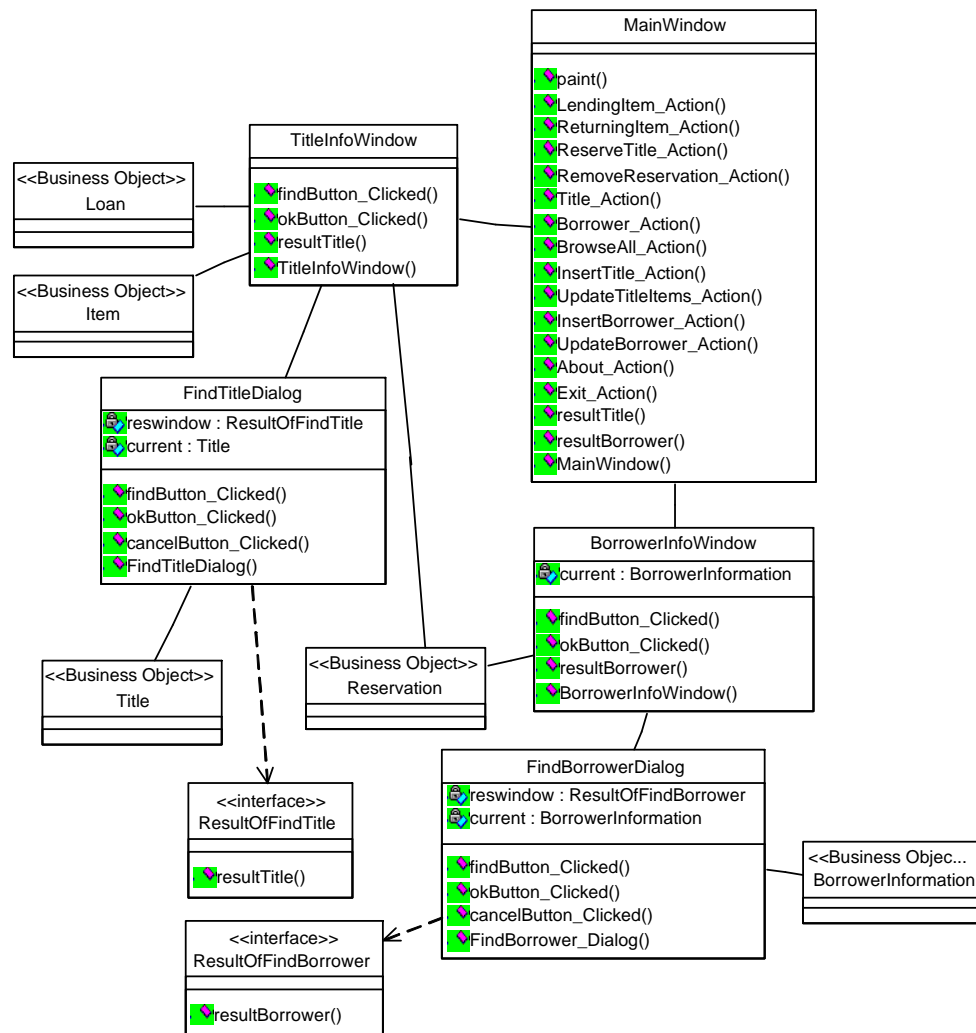 MainWindow
paint()
LendingItem_Action()
ReturningItem_Action()
ReserveTitle_Action()
RemoveReservation_Action()
Title_Action()
Borrower_Action()
BrowseAll_Action()
InsertTitle_Action()
UpdateTitleItems_Action()
InsertBorrower_Action()
UpdateBorrower_Action()
About_Action()
Exit_Action()
resultTitle()
resultBorrower()
MainWindow()
TitleInfoWindow
findButton_Clicked()
okButton_Clicked()
resultTitle()
TitleInfoWindow()
<<Business Object>>
Loan
<<Business Object>>
Item
FindTitleDialog
reswindow : ResultOfFindTitle
current : Title
findButton_Clicked()
okButton_Clicked()
cancelButton_Clicked()
FindTitleDialog()
BorrowerInfoWindow
current : BorrowerInformation
findButton_Clicked()
okButton_Clicked()
resultBorrower()
BorrowerInfoWindow()
<<Business Object>>
Title
<<Business Object>>
Reservation
FindBorrowerDialog
reswindow : ResultOfFindBorrower
current : BorrowerInformation
findButton_Clicked()
okButton_Clicked()
cancelButton_Clicked()
FindBorrower_Dialog()
<<interface>>
ResultOfFindTitle
resultTitle()
<<Business Objec...
BorrowerInformation
<<interface>>
ResultOfFindBorrower
resultBorrower()